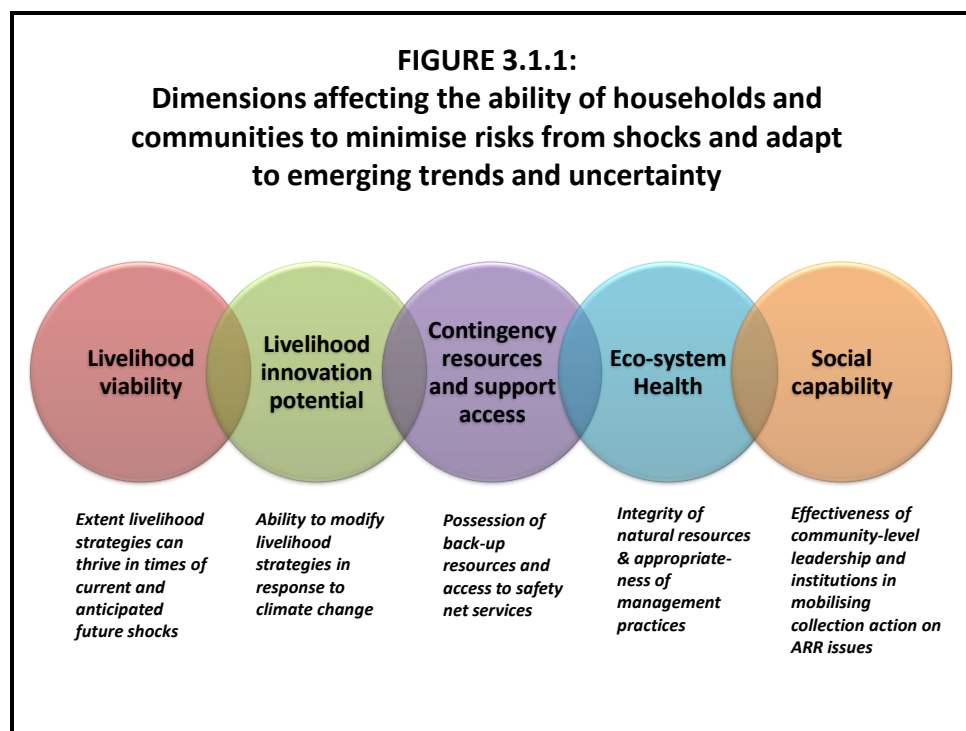 FIGURE 3.1.1:
Dimensions affecting the ability of households and
communities to minimise risks from shocks and adapt
to emerging trends and uncertainty
Livelihood
viability
Livelihood
innovation
potential
Contingency
resources
and support
access
Eco-system
Health
Social
capability
Extent livelihood
strategies can
thrive in times of
current and
anticipated
future shocks
Ability to modify
livelihood
strategies in
response to
climate change
Possession of
back-up
resources and
access to safety
net services
Integrity of
natural resources
& appropriate-
ness of
management
practices
Effectiveness of
community-level
leadership and
institutions in
mobilising
collection action on
ARR issues